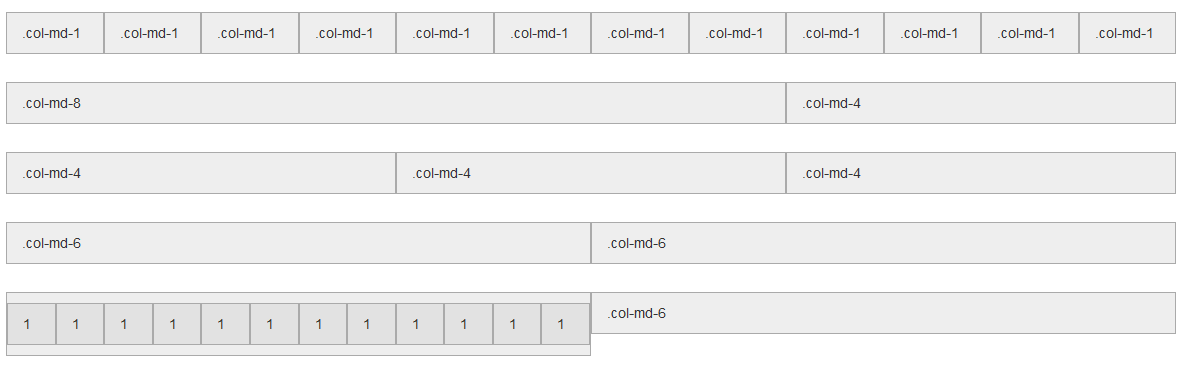 .col-md-1 .col-md-1 .col-md-1 .col-md-1 .col-md-1 .col-md-1 .col-md-1 .col-md-1 .col-md-1 .col-md-1 .col-md-1 .col-md-1
.col-md-8 .col-md-4
.col-md-4 .col-md-4 .col-md-4
.col-md-6 .col-md-6
1 1 1 1 1 1 1 1 1 1 1 1 .col-md-6